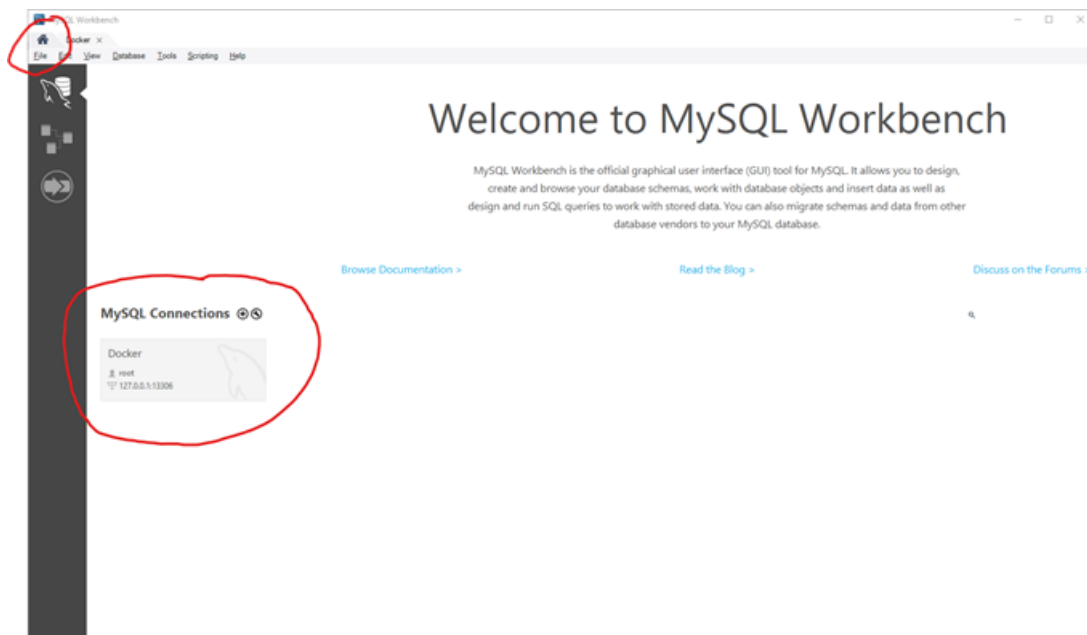 MySQL Workbench
Docker ×
File Edit View Database Tools Scripting Help
Welcome to MySQL Workbench
MySQL Workbench is the official graphical user interface (GUI) tool for MySQL. It allows you to design,
create and browse your database schemas, work with database objects and insert data as well as
design and run SQL queries to work with stored data. You can also migrate schemas and data from other
database vendors to your MySQL database.
Browse Documentation > Read the Blog > Discuss on the Forums >
MySQL Connections
Docker
root
127.0.0.1:13306